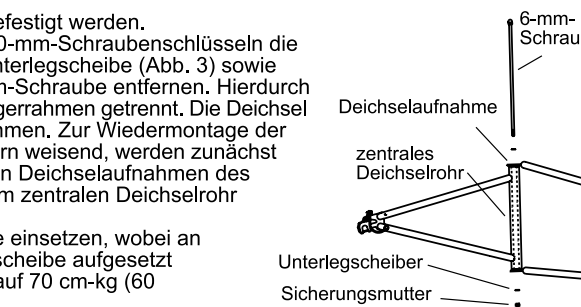 efestigt werden.
0-mm-Schraubenschlüsseln die
nterlegscheibe (Abb. 3) sowie
n-Schraube entfernen. Hierdurch
gerrahmen getrennt. Die Deichsel
hmen. Zur Wiedermontage der
rn weisend, werden zunächst
n Deichselaufnahmen des
m zentralen Deichselrohr
e einsetzen, wobei an
scheibe aufgesetzt
auf 70 cm-kg (60
6-mm-
Schrau
Deichselaufnahme
zentrales
Deichselrohr
Unterlegscheiber
Sicherungsmutter